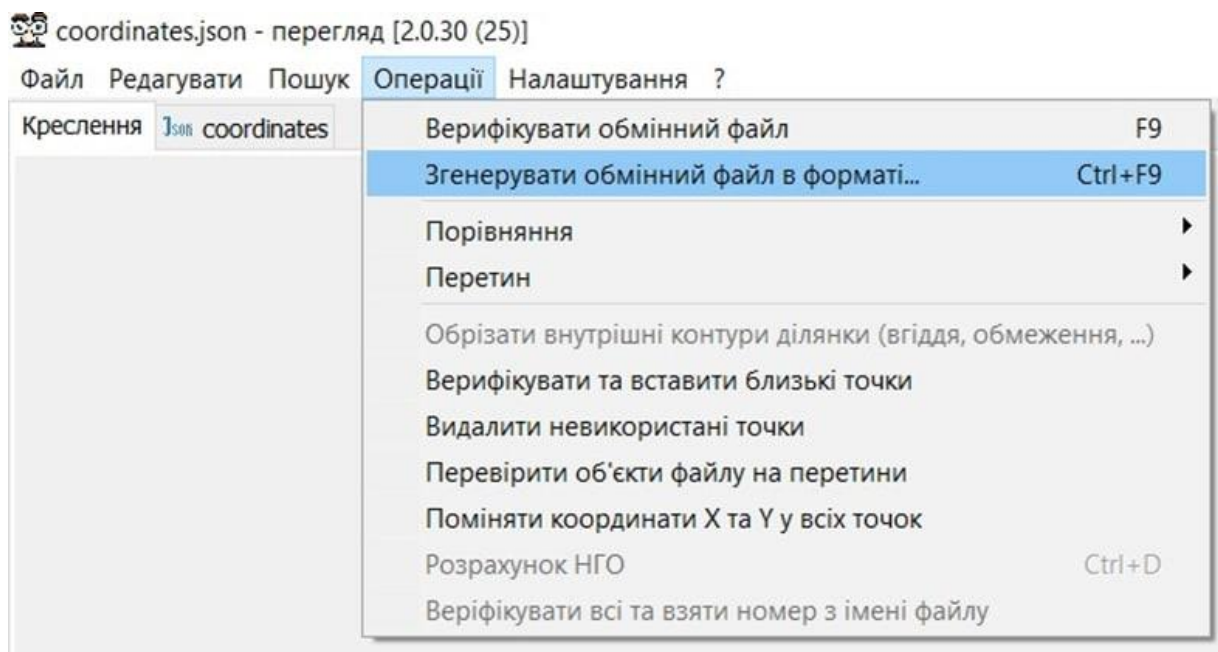 coordinates.json - перегляд [2.0.30 (25)]
Файл Редагувати Пошук Операції Налаштування ?
Креслення Json coordinates
Верифікувати обмінний файл F9
Згенерувати обмінний файл в форматі... Ctrl+F9
Порівняння
Перетин
Обрізати внутрішні контури ділянки (вгіддя, обмеження, ...)
Верифікувати та вставити близькі точки
Видалити невикористані точки
Перевірити об'єкти файлу на перетини
Поміняти координати X та Y у всіх точок
Розрахунок НГО Ctrl+D
Веріфікувати всі та взяти номер з імені файлу